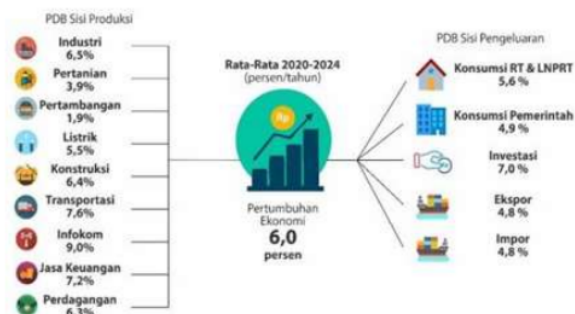 PDB Sisi Produksi
Industri
6,5%
Pertanian
3,9%
Pertambangan
1,9%
Listrik
5,5%
Konstruksi
6,4%
Transportasi
7,6%
Infokom
9,0%
Jasa Keuangan
7,2%
Perdagangan
6,3%
Rata-Rata 2020-2024
(persen/tahun)
Rp
Pertumbuhan
Ekonomi
6,0
persen
PDB Sisi Pengeluaran
Konsumsi RT & LNPRT
5,6 %
Konsumsi Pemerintah
4,9 %
Investasi
7,0 %
Ekspor
4,8 %
Impor
4,8 %